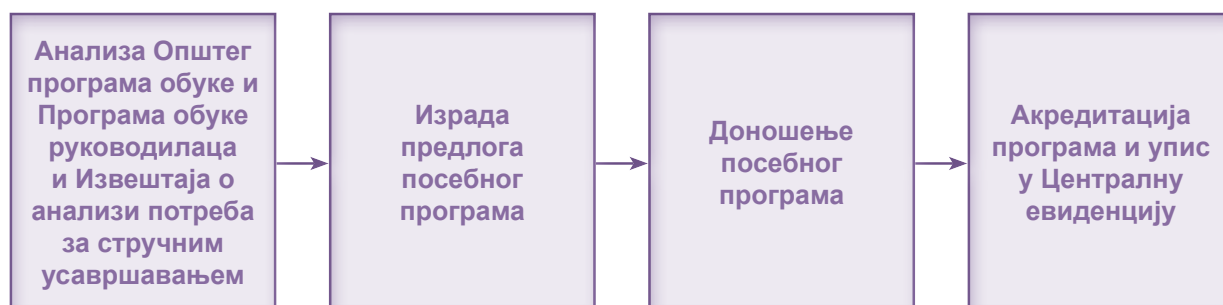 Анализа Општег
програма обуке и
Програма обуке
руководилаца
и Извештаја о
анализи потреба
за стручним
усавршавањем
Израда
предлога
посебног
програма
Доношење
посебног
програма
Акредитација
програма и упис
у Централну
евиденцију